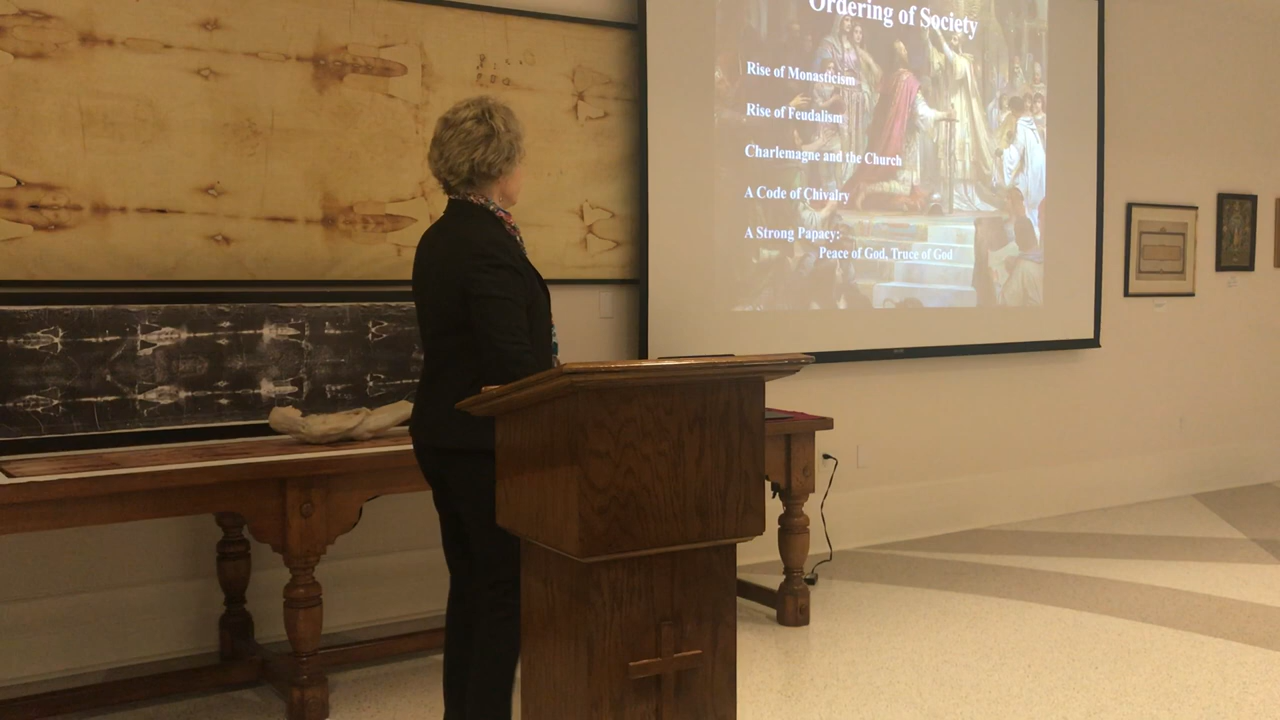 Ordering of Society
Rise of Monasticism
Rise of Feudalism
Charlemagne and the Church
A Code of Chivalry
A Strong Papacy:
Peace of God, Truce of God